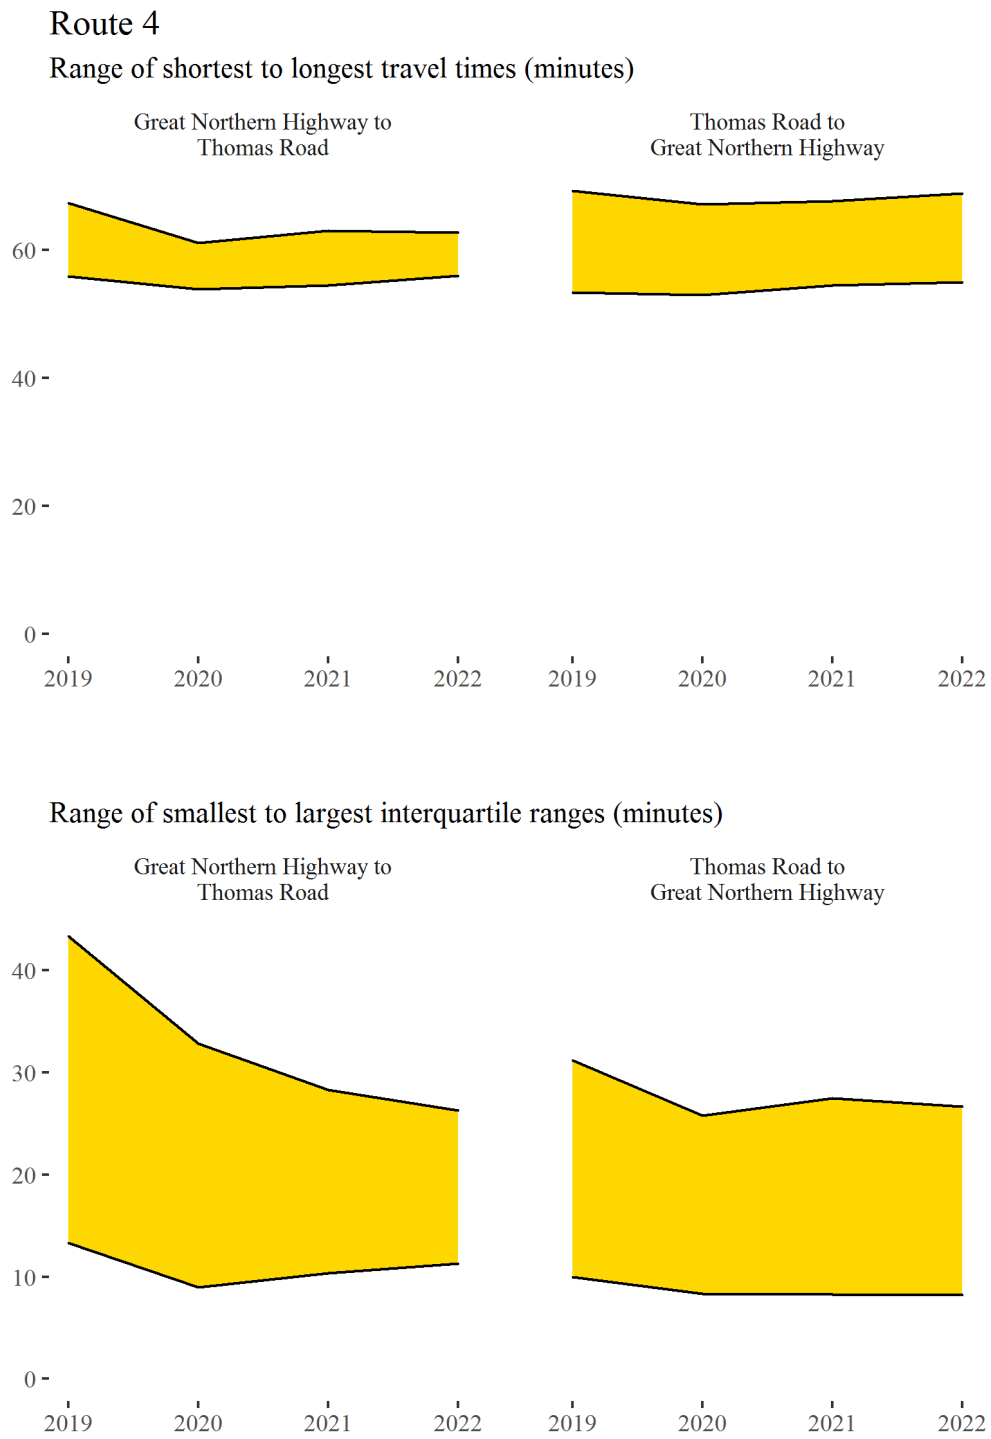 Route 4
Range of shortest to longest travel times (minutes)
Great Northern Highway to
Thomas Road
Thomas Road to
Great Northern Highway
60
40
20
0
2019 2020 2021 2022 2019 2020 2021 2022
Range of smallest to largest interquartile ranges (minutes)
Great Northern Highway to
Thomas Road
Thomas Road to
Great Northern Highway
40
30
20
10
0
2019 2020 2021 2022 2019 2020 2021 2022